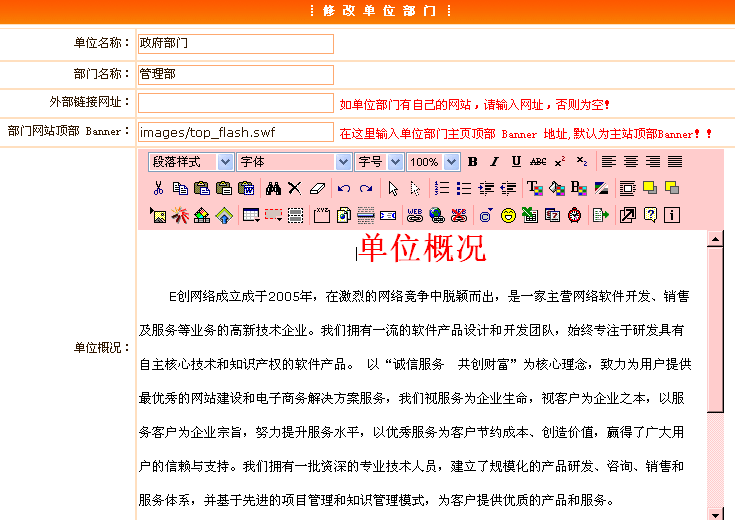 修 改 单 位 部 门
单位名称： 政府部门
部门名称： 管理部
外部链接网址： 如单位部门有自己的网站，请输入网址，否则为空！
部门网站顶部 Banner： images/top_flash.swf 在这里输入单位部门主页顶部 Banner 地址,默认为主站顶部Banner！！
段落样式 字体 字号 100% B I U ABC x² x₂
单位概况
E创网络成立成于2005年，在激烈的网络竞争中脱颖而出，是一家主营网络软件开发、销售
及服务等业务的高新技术企业。我们拥有一流的软件产品设计和开发团队，始终专注于研发具有
单位概况：
自主核心技术和知识产权的软件产品。 以“诚信服务 共创财富”为核心理念，致力为用户提供
最优秀的网站建设和电子商务解决方案服务，我们视服务为企业生命，视客户为企业之本，以服
务客户为企业宗旨，努力提升服务水平，以优秀服务为客户节约成本、创造价值，赢得了广大用
户的信赖与支持。我们拥有一批资深的专业技术人员，建立了规模化的产品研发、咨询、销售和
服务体系，并基于先进的项目管理和知识管理模式，为客户提供优质的产品和服务。